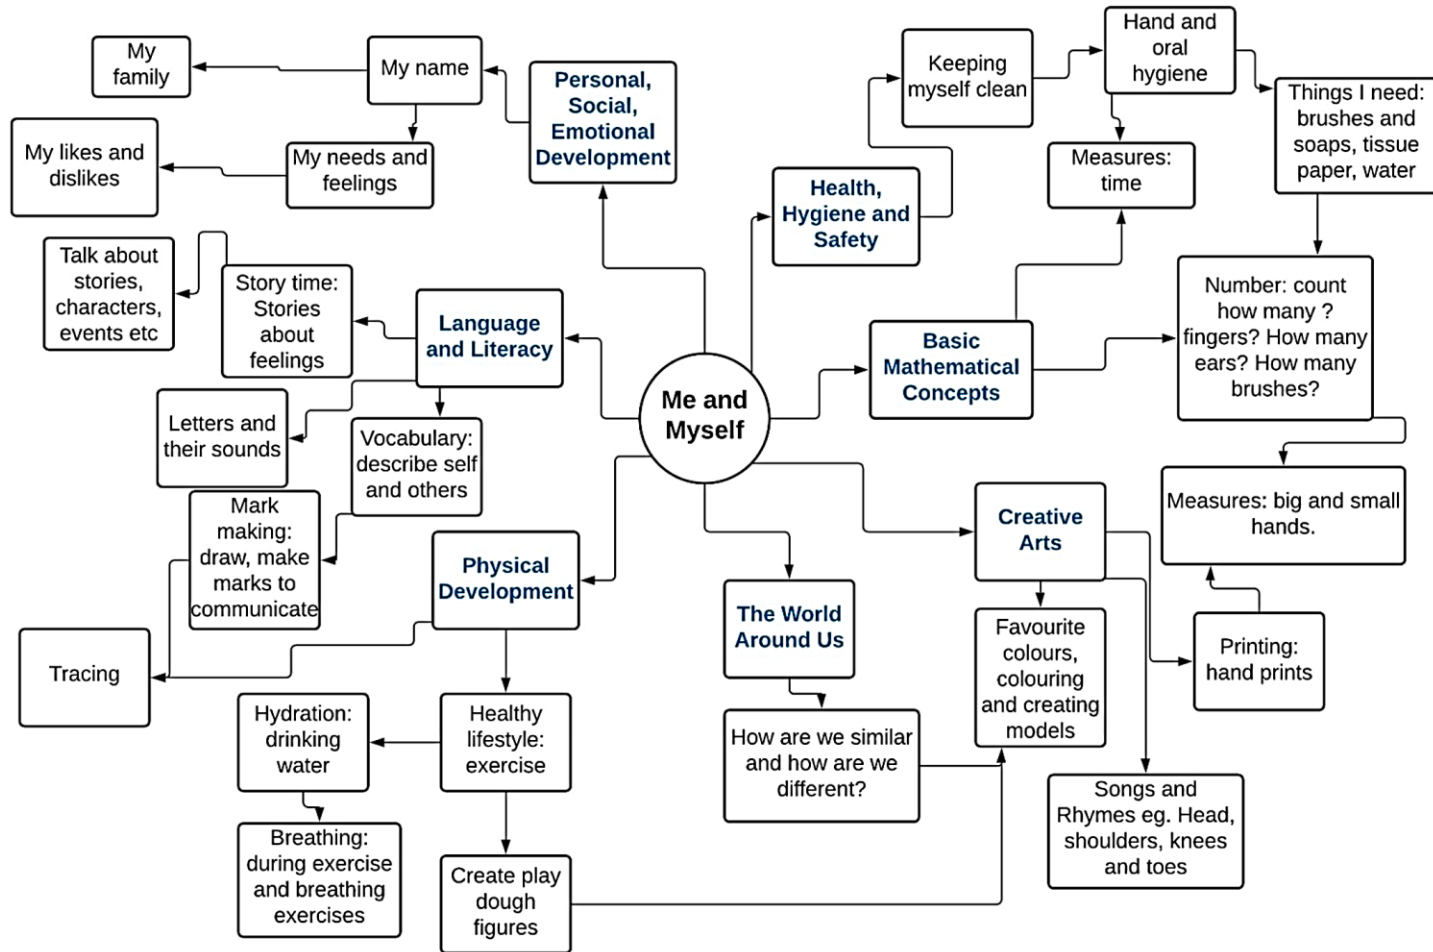 My
family
My name
Personal,
Social,
Emotional
Development
My likes and
dislikes
My needs and
feelings
Keeping
myself clean
Hand and
oral
hygiene
Things I need:
brushes and
soaps, tissue
paper, water
Health,
Hygiene and
Safety
Measures:
time
Talk about
stories,
characters,
events etc
Story time:
Stories
about
feelings
Language
and Literacy
Letters and
their sounds
Vocabulary:
describe self
and others
Mark
making:
draw, make
marks to
communicate
Me and
Myself
Basic
Mathematical
Concepts
Number: count
how many ?
fingers? How many
ears? How many
brushes?
Measures: big and small
hands.
Creative
Arts
Physical
Development
The World
Around Us
Tracing
Hydration:
drinking
water
Healthy
lifestyle:
exercise
Breathing:
during exercise
and breathing
exercises
Create play
dough
figures
How are we similar
and how are we
different?
Favourite
colours,
colouring
and creating
models
Printing:
hand prints
Songs and
Rhymes eg. Head,
shoulders, knees
and toes